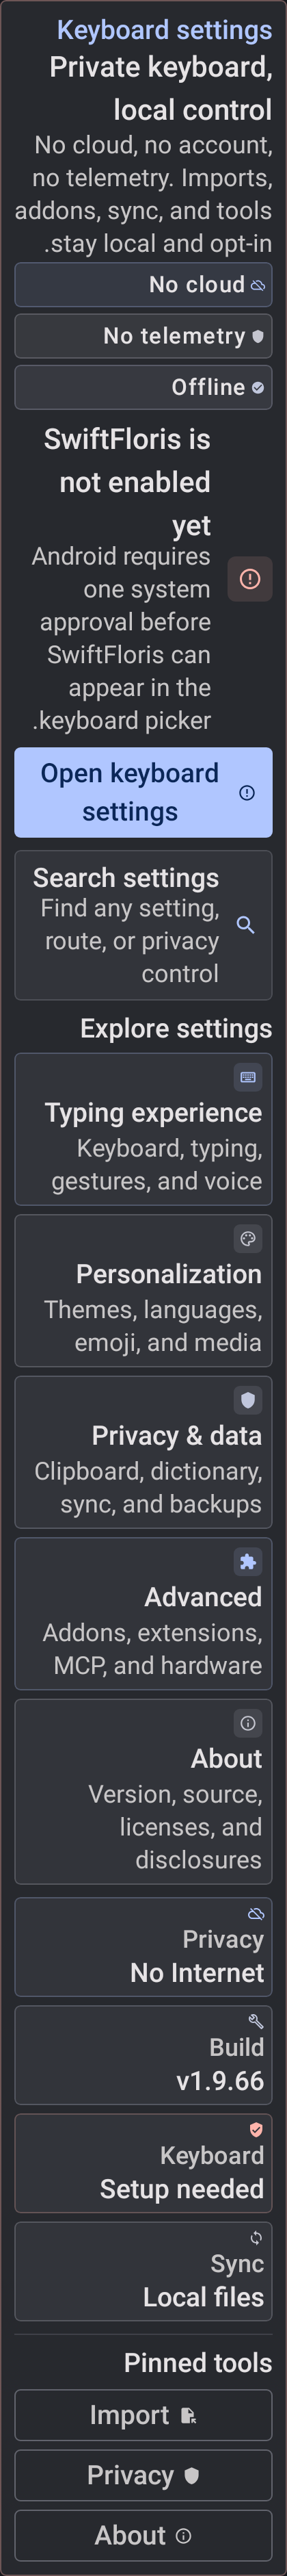 Keyboard settings
Private keyboard,
local control
No cloud, no account,
no telemetry. Imports,
addons, sync, and tools
.stay local and opt-in
No cloud
No telemetry
Offline
SwiftFloris is
not enabled
yet
Android requires
one system
approval before
SwiftFloris can
appear in the
.keyboard picker
Open keyboard
settings
Search settings
Find any setting,
route, or privacy
control
Explore settings
Typing experience
Keyboard, typing,
gestures, and voice
Personalization
Themes, languages,
emoji, and media
Privacy & data
Clipboard, dictionary,
sync, and backups
Advanced
Addons, extensions,
MCP, and hardware
About
Version, source,
licenses, and
disclosures
Privacy
No Internet
Build
v1.9.66
Keyboard
Setup needed
Sync
Local files
Pinned tools
Import
Privacy
About